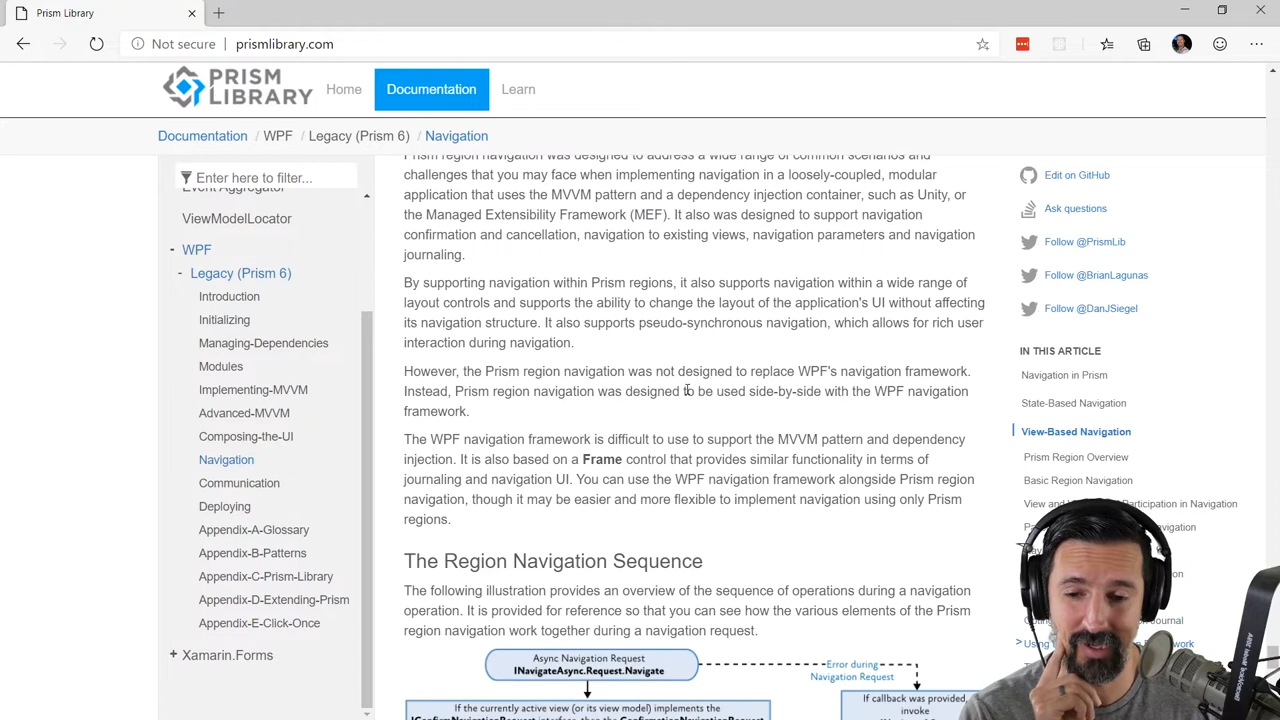 Prism Library
Not secure
prismlibrary.com
PRISM
LIBRARY
Home
Documentation
Learn
Documentation / WPF / Legacy (Prism 6) / Navigation
Enter here to filter...
Event Aggregator
ViewModelLocator
- WPF
- Legacy (Prism 6)
Introduction
Initializing
Managing-Dependencies
Modules
Implementing-MVVM
Advanced-MVVM
Composing-the-UI
Navigation
Communication
Deploying
Appendix-A-Glossary
Appendix-B-Patterns
Appendix-C-Prism-Library
Appendix-D-Extending-Prism
Appendix-E-Click-Once
+ Xamarin.Forms
Prism region navigation was designed to address a wide range of common scenarios and
challenges that you may face when implementing navigation in a loosely-coupled, modular
application that uses the MVVM pattern and a dependency injection container, such as Unity, or
the Managed Extensibility Framework (MEF). It also was designed to support navigation
confirmation and cancellation, navigation to existing views, navigation parameters and navigation
journaling.
By supporting navigation within Prism regions, it also supports navigation within a wide range of
layout controls and supports the ability to change the layout of the application's UI without affecting
its navigation structure. It also supports pseudo-synchronous navigation, which allows for rich user
interaction during navigation.
However, the Prism region navigation was not designed to replace WPF's navigation framework.
Instead, Prism region navigation was designed to be used side-by-side with the WPF navigation
framework.
The WPF navigation framework is difficult to use to support the MVVM pattern and dependency
injection. It is also based on a Frame control that provides similar functionality in terms of
journaling and navigation UI. You can use the WPF navigation framework alongside Prism region
navigation, though it may be easier and more flexible to implement navigation using only Prism
regions.
The Region Navigation Sequence
The following illustration provides an overview of the sequence of operations during a navigation
operation. It is provided for reference so that you can see how the various elements of the Prism
region navigation work together during a navigation request.
Async Navigation Request
INavigateAsync.Request.Navigate
Error during
Navigation Request
If the currently active view (or its view model) implements the
If callback was provided,
invoke
Edit on GitHub
Ask questions
Follow @PrismLib
Follow @BrianLagunas
Follow @DanJSiegel
IN THIS ARTICLE
Navigation in Prism
State-Based Navigation
View-Based Navigation
Prism Region Overview
Basic Region Navigation
View and Participation in Navigation
Navigation
Journal